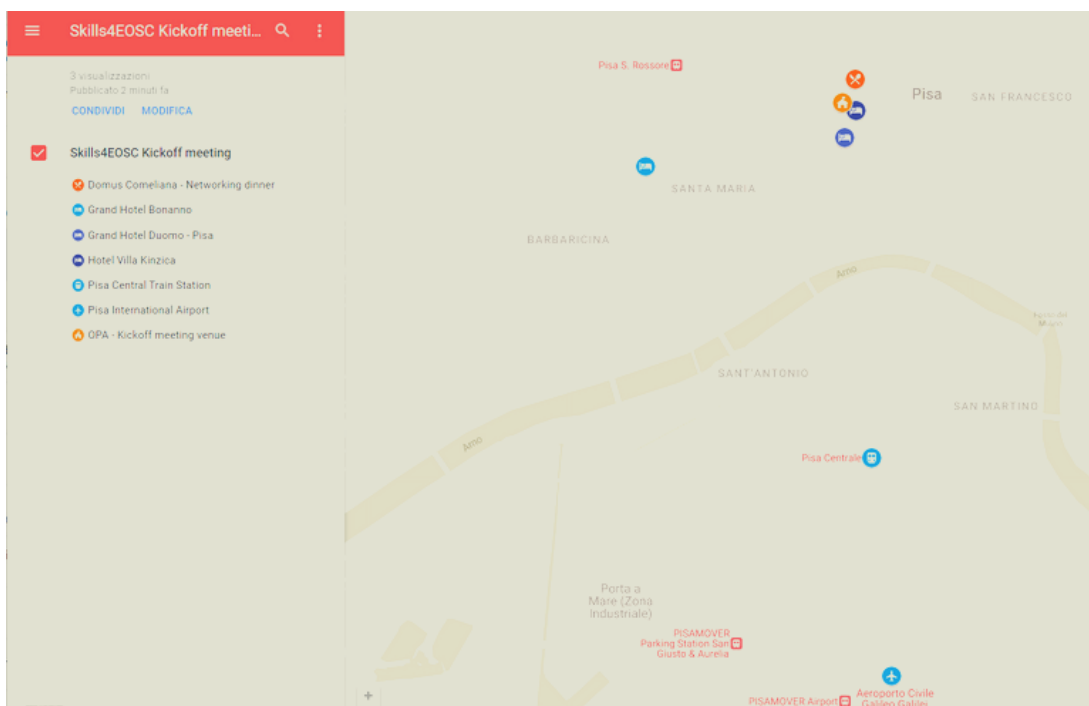 Skills4EOSC Kickoff meeti...
3 visualizzazioni
Pubblicato 2 minuti fa
CONDIVIDI MODIFICA
Skills4EOSC Kickoff meeting
Domus Comeliana - Networking dinner
Grand Hotel Bonanno
Grand Hotel Duomo - Pisa
Hotel Villa Kinzica
Pisa Central Train Station
Pisa International Airport
OPA - Kickoff meeting venue
Pisa S. Rossore
Pisa
SAN FRANCESCO
SANTA MARIA
BARBARICINA
Arno
SANT'ANTONIO
SAN MARTINO
Arno
Pisa Centrale
Porta a
Mare (Zona
Industriale)
PISAMOVER
Parking Station San
Giusto & Aurelia
PISAMOVER Airport
Aeroporto Civile
Galileo Galilei
+